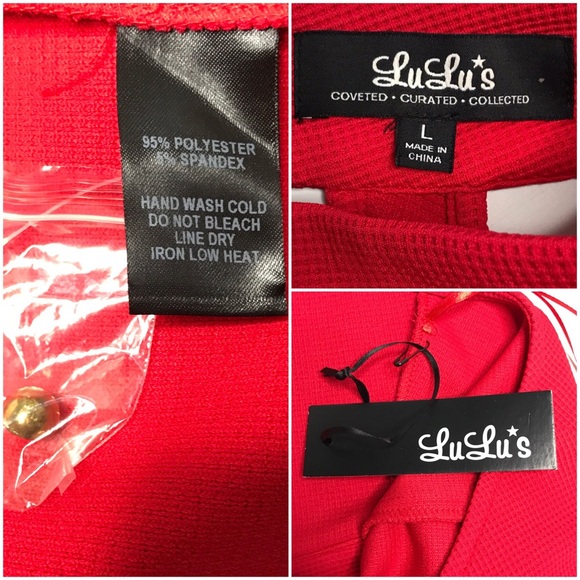 95% POLYESTER
5% SPANDEX
HAND WASH COLD
DO NOT BLEACH
LINE DRY
IRON LOW HEAT
LuLu's
COVETED • CURATED • COLLECTED
L
MADE IN
CHINA
LuLu's